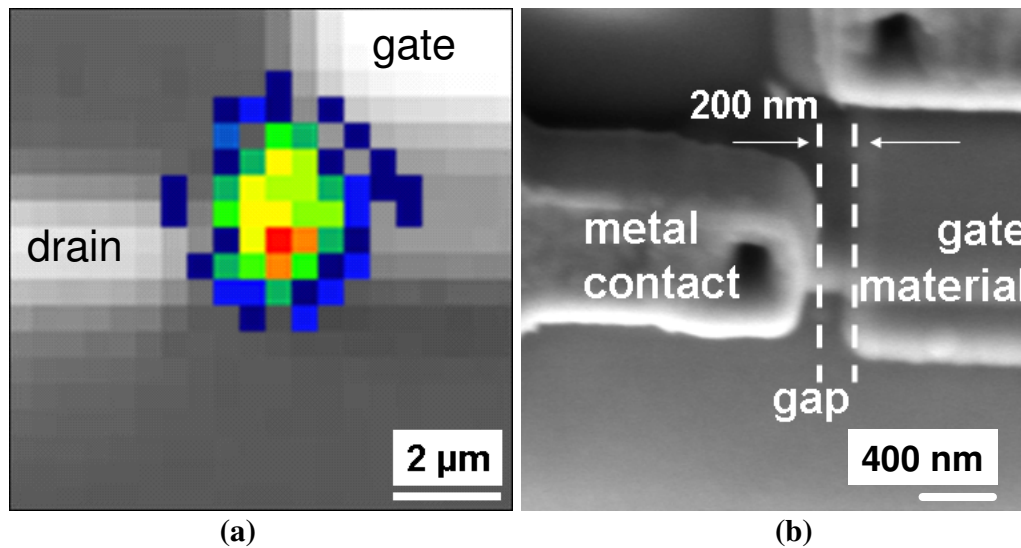 gate
drain
2 µm
(a)
200 nm
metal
contact
gate
material
gap
400 nm
(b)